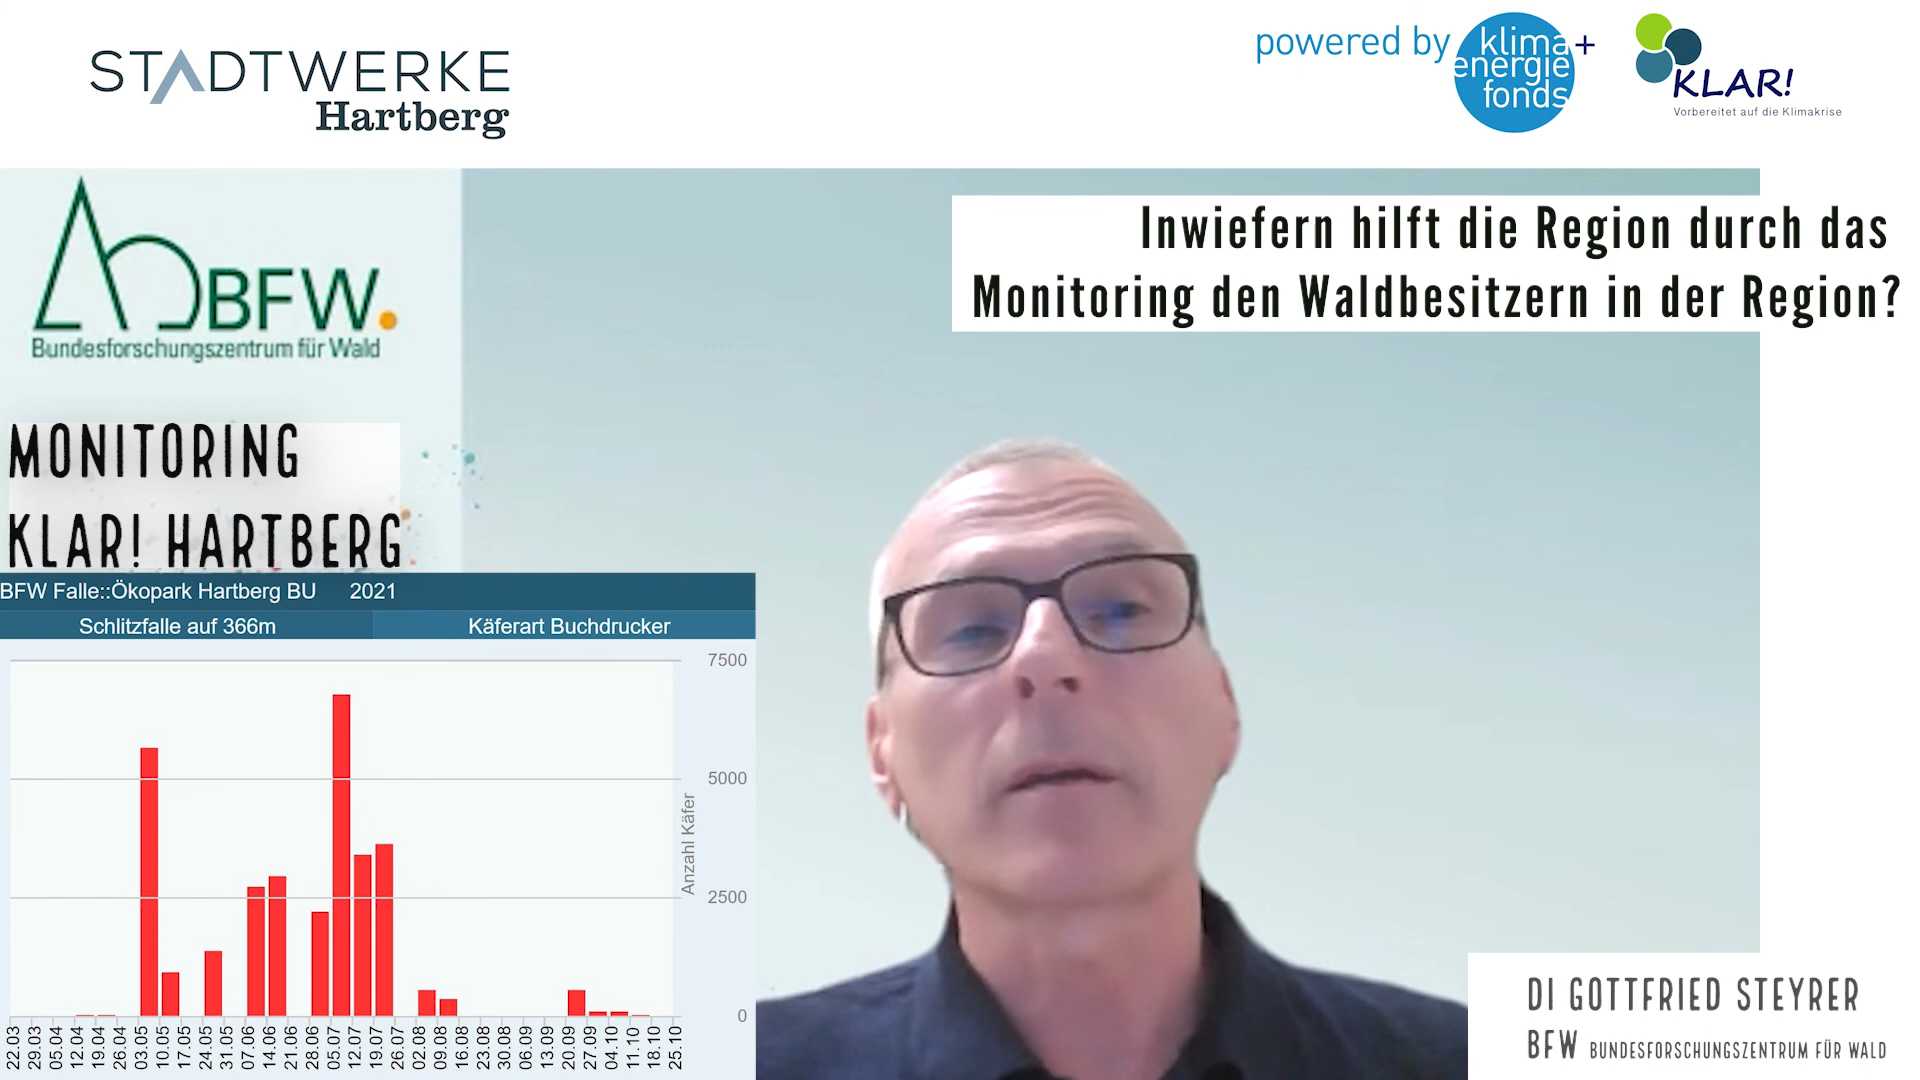 STADTWERKE
Hartberg
powered by
klima+
energie
fonds
KLAR!
Vorbereitet auf die Klimakrise
BFW.
Bundesforschungszentrum für Wald
Inwiefern hilft die Region durch das
Monitoring den Waldbesitzern in der Region?
MONITORING
KLAR! HARTBERG
BFW Falle::Ökopark Hartberg BU 2021
Schlitzfalle auf 366m Käferart Buchdrucker
7500
5000
2500
0
Anzahl Käfer
22.03 29.03 05.04 12.04 19.04 26.04 03.05 10.05 17.05 24.05 31.05 07.06 14.06 21.06 28.06 05.07 12.07 19.07 26.07 02.08 09.08 16.08 23.08 30.08 06.09 13.09 20.09 27.09 04.10 11.10 18.10 25.10
DI GOTTFRIED STEYRER
BFW BUNDESFORSCHUNGSZENTRUM FÜR WALD